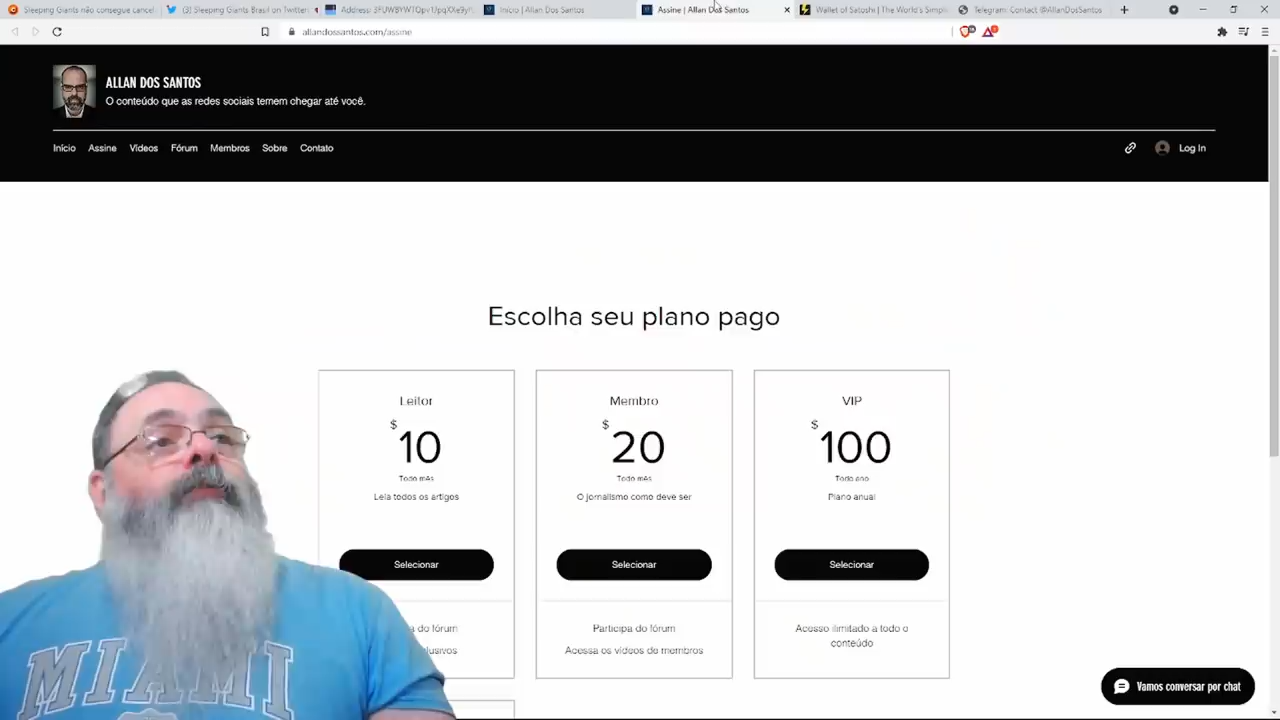 Sleeping Giants não consegue cancel
(3) Sleeping Giants Brasil on Twitter:
Início | Allan Dos Santos
Assine | Allan Dos Santos
Wallet of Satoshi | The World's Simpl
Telegram: Contact @AllanDosSantos
allandossantos.com/assine
ALLAN DOS SANTOS
O conteúdo que as redes sociais temem chegar até você.
Início Assine Vídeos Fórum Membros Sobre Contato
Log In
Escolha seu plano pago
Leitor
$ 10
Todo mês
Leia todos os artigos
Selecionar
Membro
$ 20
Todo mês
O jornalismo como deve ser
Selecionar
Participa do fórum
Acessa os vídeos de membros
VIP
$ 100
Todo ano
Plano anual
Selecionar
Acesso ilimitado a todo o
conteúdo
do fórum
Vamos conversar por chat
MIAMI